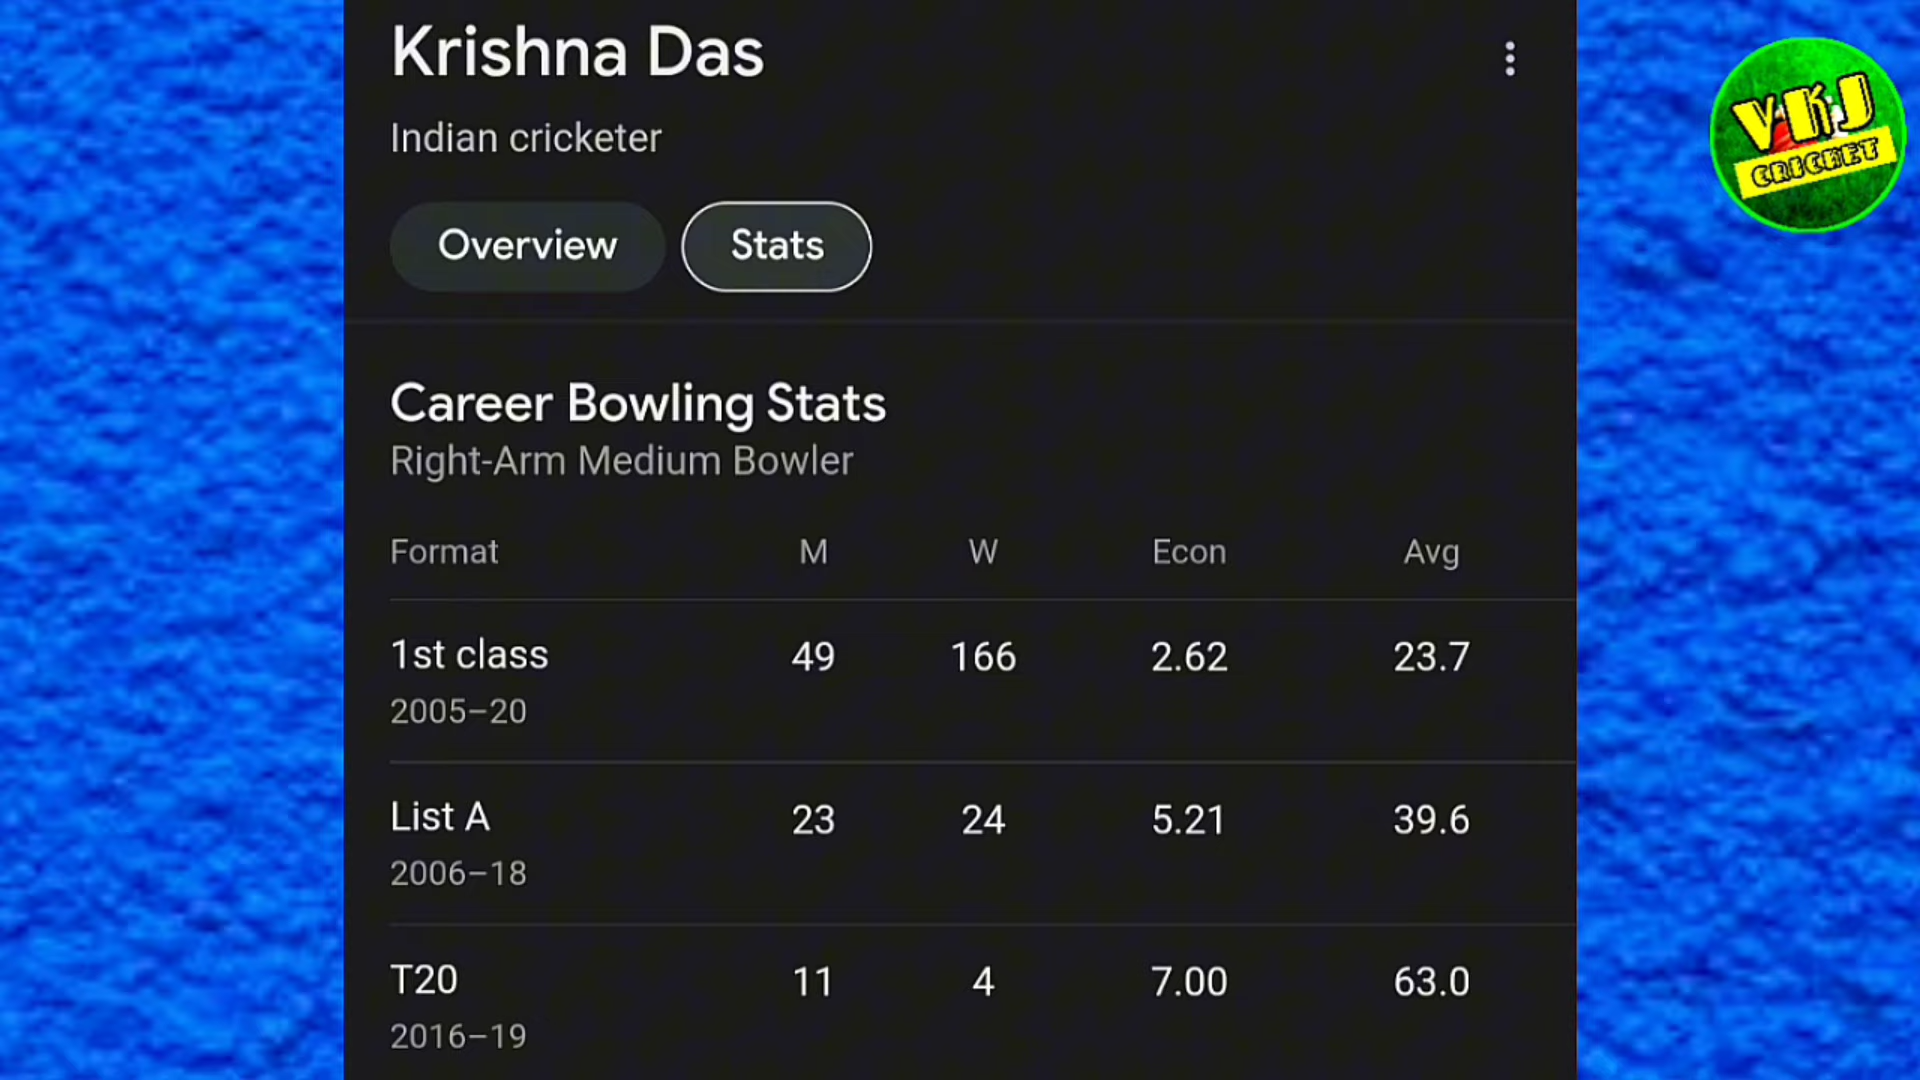 Krishna Das
Indian cricketer
Overview Stats
Career Bowling Stats
Right-Arm Medium Bowler
Format M W Econ Avg
1st class 49 166 2.62 23.7
2005–20
List A 23 24 5.21 39.6
2006–18
T20 11 4 7.00 63.0
2016–19
VKJ
CRICKET